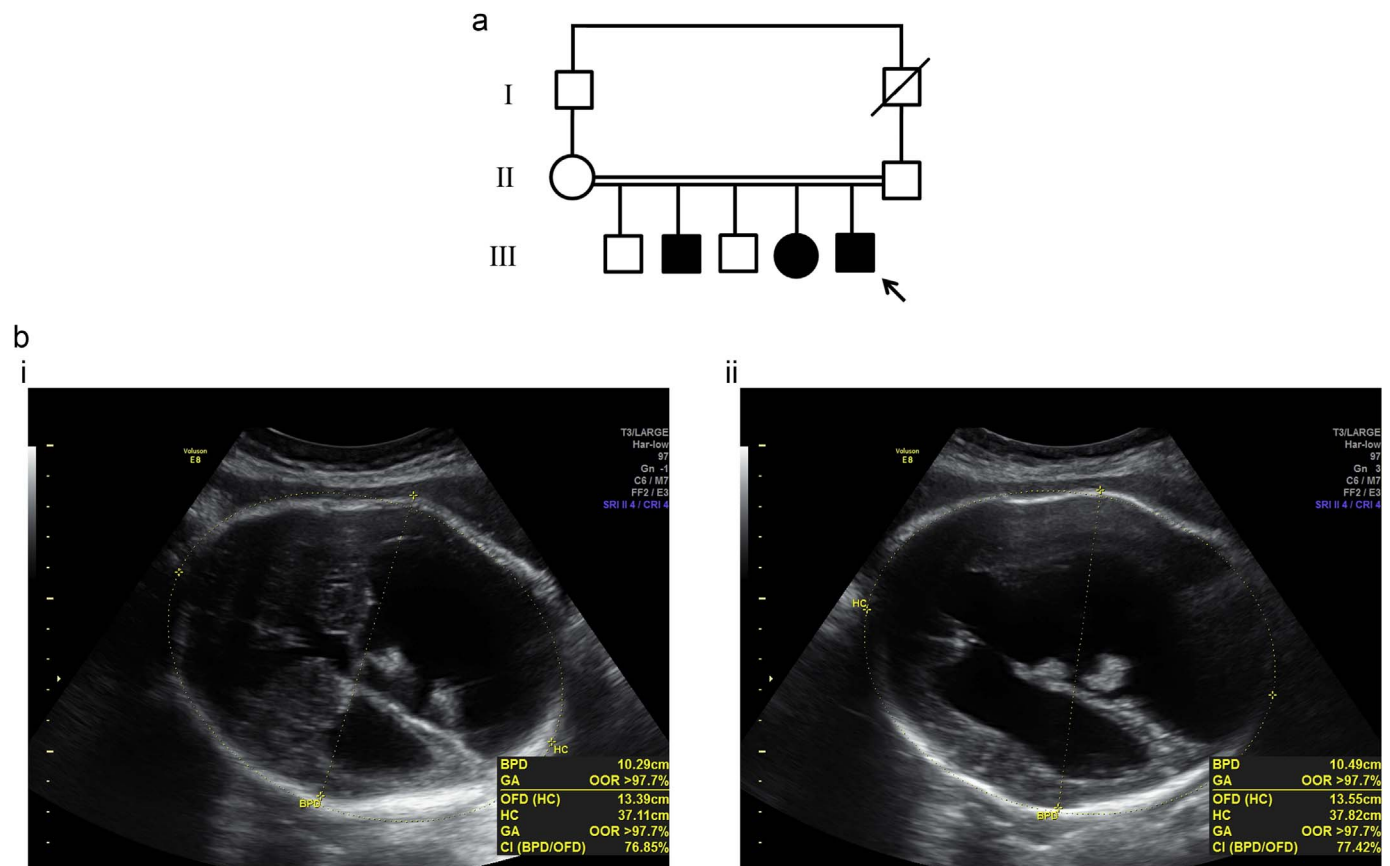 a
I
II
III
b
i
ii
Voluson
E8
T3/LARGE
Har-low
97
Gn -1
C6 / M7
FF2 / E3
SRI II 4 / CRI 4
HC
BPD
BPD 10.29cm
GA OOR >97.7%
OFD (HC) 13.39cm
HC 37.11cm
GA OOR >97.7%
CI (BPD/OFD) 76.85%
Voluson
E8
T3/LARGE
Har-low
97
Gn 3
C6 / M7
FF2 / E3
SRI II 4 / CRI 4
HC
BPD
BPD 10.49cm
GA OOR >97.7%
OFD (HC) 13.55cm
HC 37.82cm
GA OOR >97.7%
CI (BPD/OFD) 77.42%